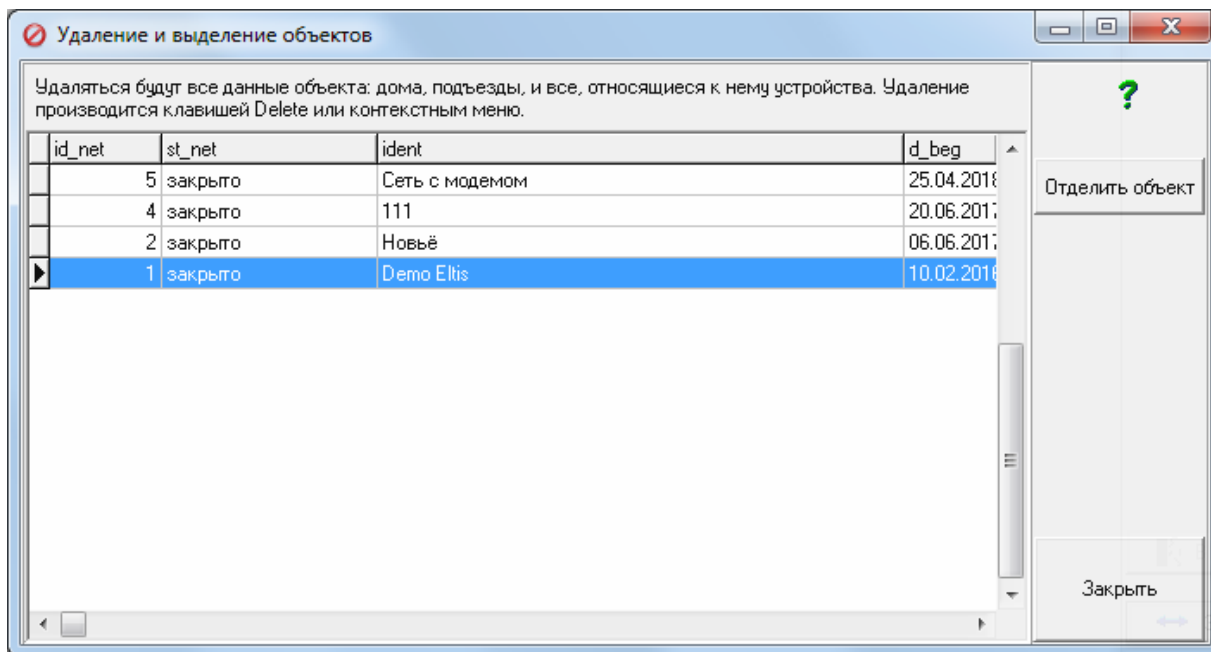 Удаление и выделение объектов
Удаляться будут все данные объекта: дома, подъезды, и все, относящиеся к нему устройства. Удаление
производится клавишей Delete или контекстным меню.
?
id_net st_net ident d_beg
5 закрыто Сеть с модемом 25.04.2018
4 закрыто 111 20.06.2017
2 закрыто Новьё 06.06.2017
1 закрыто Demo Eltis 10.02.2016
Отделить объект
Закрыть